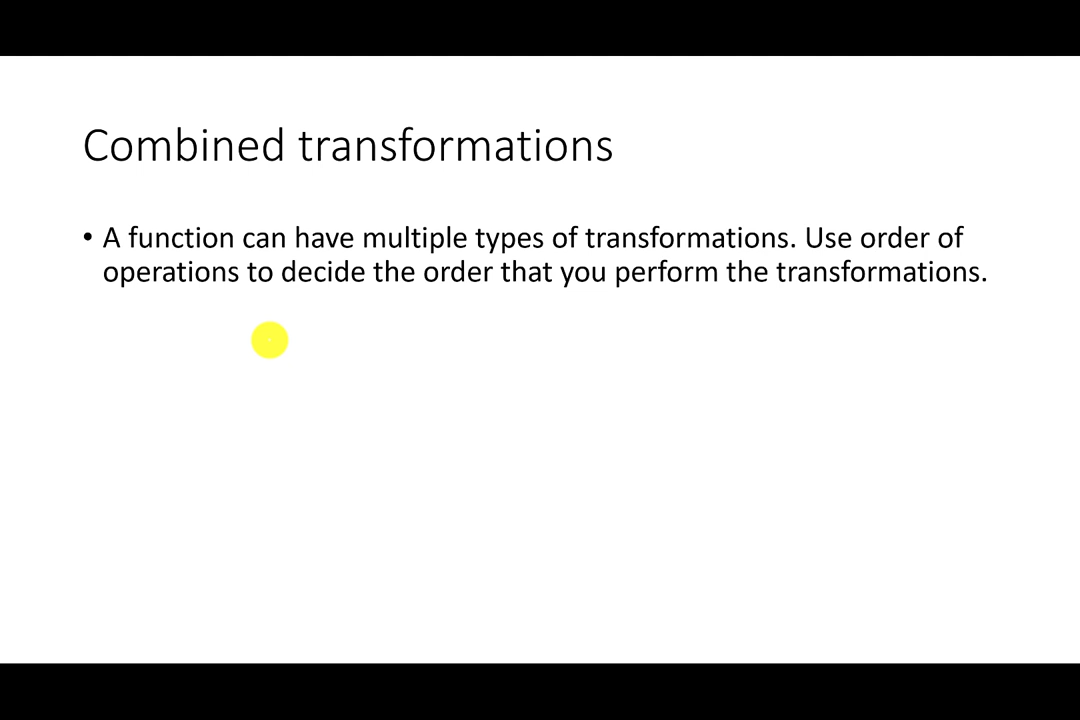 Combined transformations
• A function can have multiple types of transformations. Use order of
operations to decide the order that you perform the transformations.